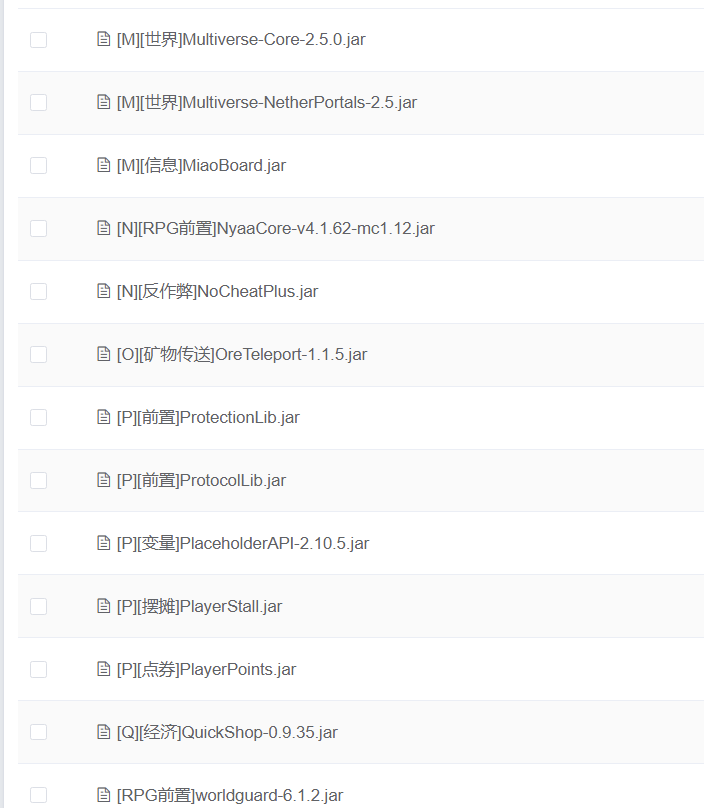 [M][世界]Multiverse-Core-2.5.0.jar
[M][世界]Multiverse-NetherPortals-2.5.jar
[M][信息]MiaoBoard.jar
[N][RPG前置]NyaaCore-v4.1.62-mc1.12.jar
[N][反作弊]NoCheatPlus.jar
[O][矿物传送]OreTeleport-1.1.5.jar
[P][前置]ProtectionLib.jar
[P][前置]ProtocolLib.jar
[P][变量]PlaceholderAPI-2.10.5.jar
[P][摆摊]PlayerStall.jar
[P][点券]PlayerPoints.jar
[Q][经济]QuickShop-0.9.35.jar
[RPG前置]worldguard-6.1.2.jar